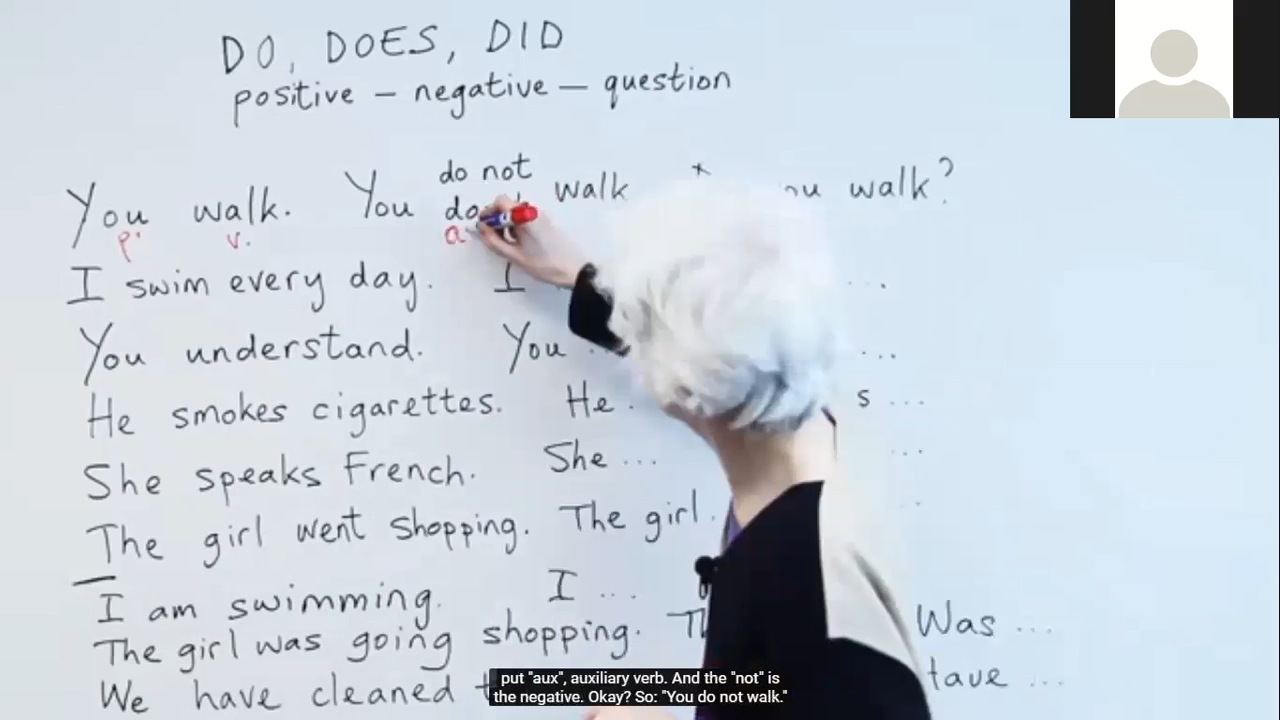 DO, DOES, DID
positive — negative — question
do not
You walk. You walk you walk?
p. v. a
I swim every day. I ...
You understand. You ... ...
He smokes cigarettes. He . s ...
She speaks French. She ... ...
The girl went shopping. The girl .
I am swimming. I ...
The girl was going shopping. Was ...
We have cleaned ...
put "aux", auxiliary verb. And the "not" is
the negative. Okay? So: "You do not walk."